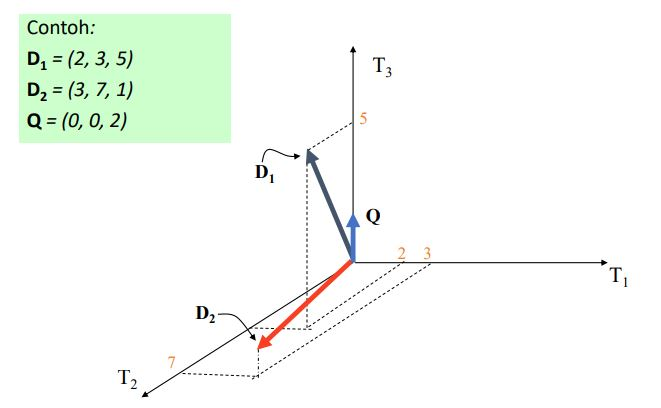 Contoh:
D₁ = (2, 3, 5)
D₂ = (3, 7, 1)
Q = (0, 0, 2)
T₃
5
D₁
Q
2 3
T₁
D₂
7
T₂